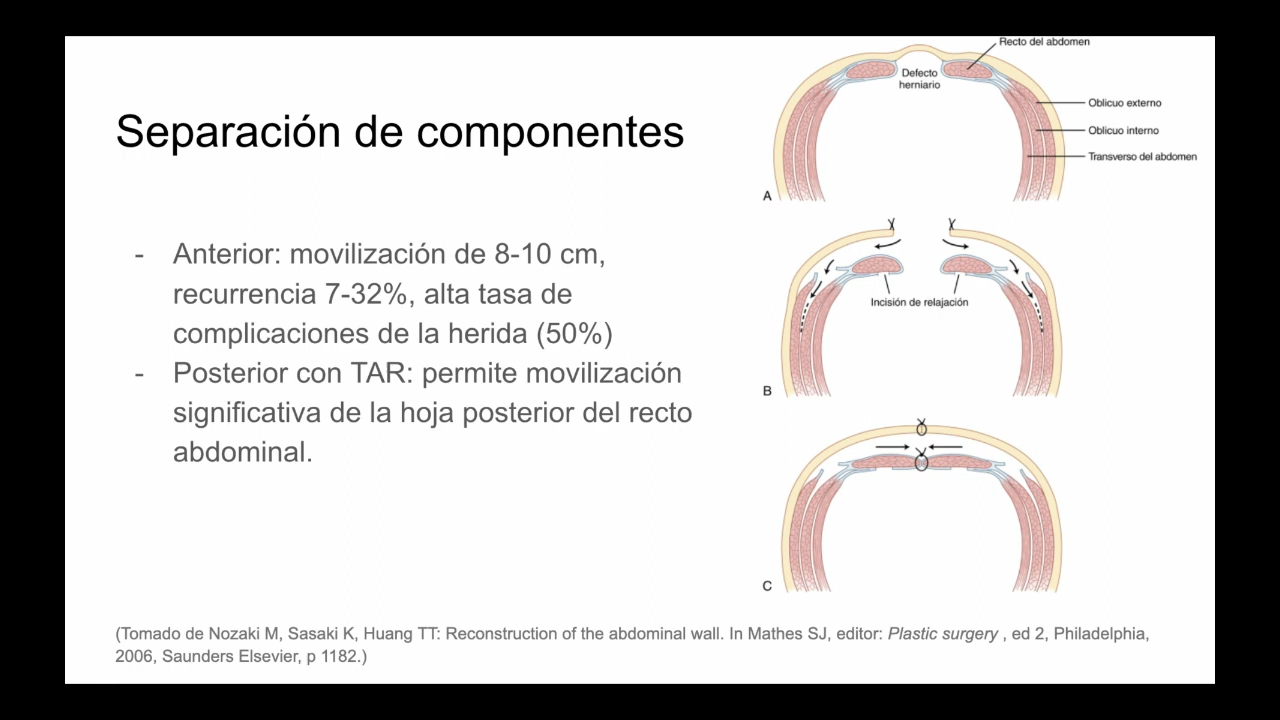 Separación de componentes
- Anterior: movilización de 8-10 cm,
recurrencia 7-32%, alta tasa de
complicaciones de la herida (50%)
- Posterior con TAR: permite movilización
significativa de la hoja posterior del recto
abdominal.
Recto del abdomen
Defecto
herniario
Oblicuo externo
Oblicuo interno
Transverso del abdomen
A
Incisión de relajación
B
C
(Tomado de Nozaki M, Sasaki K, Huang TT: Reconstruction of the abdominal wall. In Mathes SJ, editor: Plastic surgery , ed 2, Philadelphia,
2006, Saunders Elsevier, p 1182.)